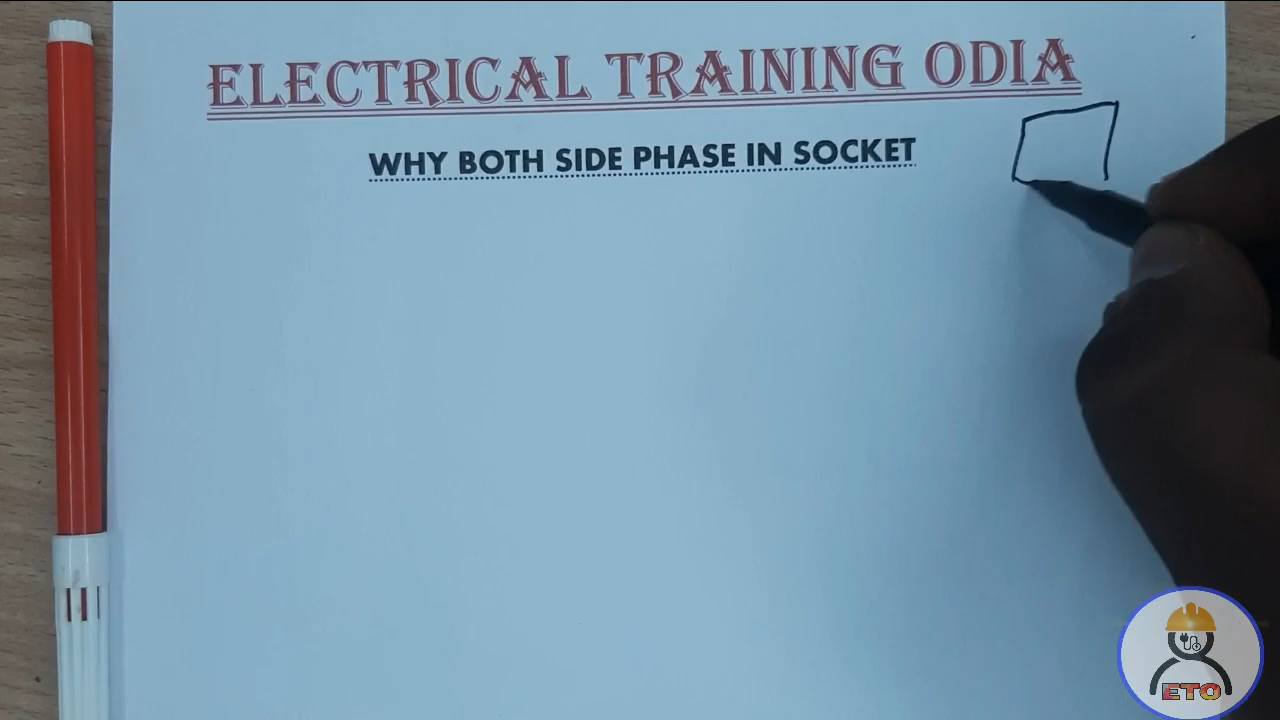 ELECTRICAL TRAINING ODIA
WHY BOTH SIDE PHASE IN SOCKET
ETO